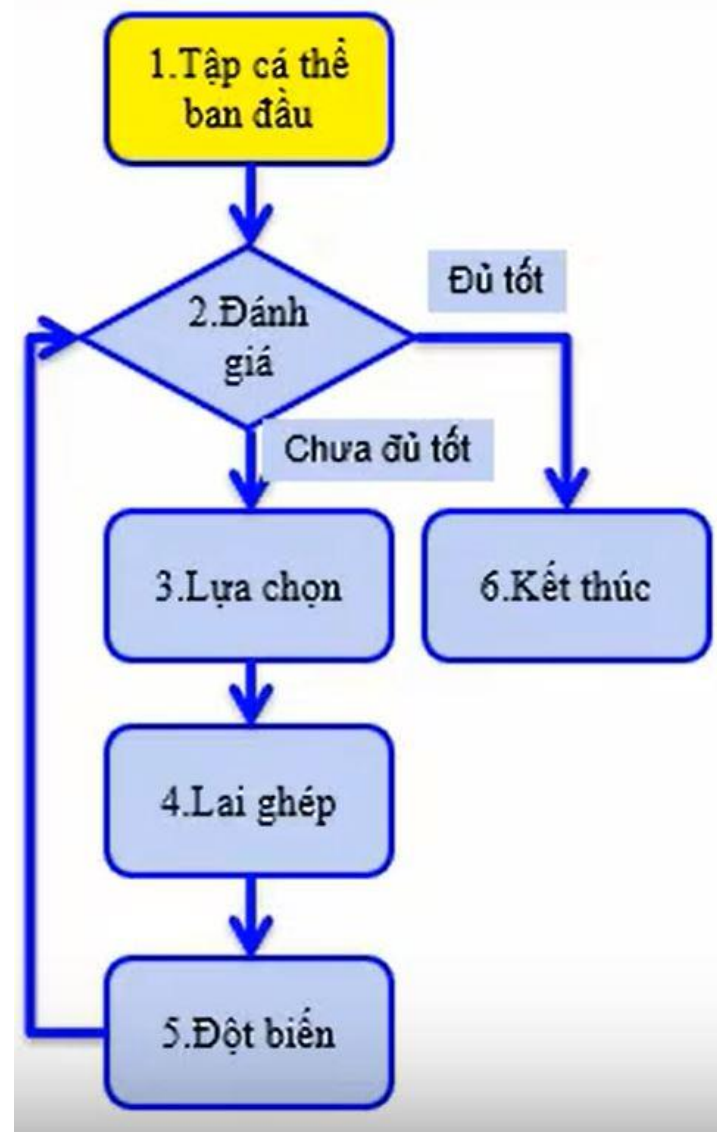 1.Tập cá thể
ban đầu
2.Đánh
giá
Đủ tốt
Chưa đủ tốt
3.Lựa chọn
6.Kết thúc
4.Lai ghép
5.Đột biến